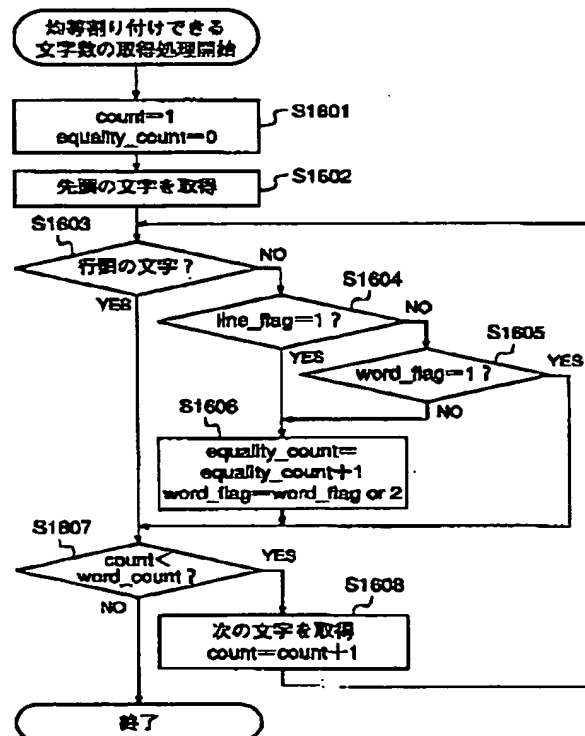 均等割り付けできる
文字数の取得処理開始
count=1
equality_count=0
S1601
先頭の文字を取得
S1602
S1603
行頭の文字?
NO
YES
S1604
line_flag=1?
NO
YES
S1605
word_flag=1?
YES
NO
S1606
equality_count=
equality_count+1
word_flag=word_flag or 2
S1607
count<
word_count?
YES
NO
S1608
次の文字を取得
count=count+1
終了